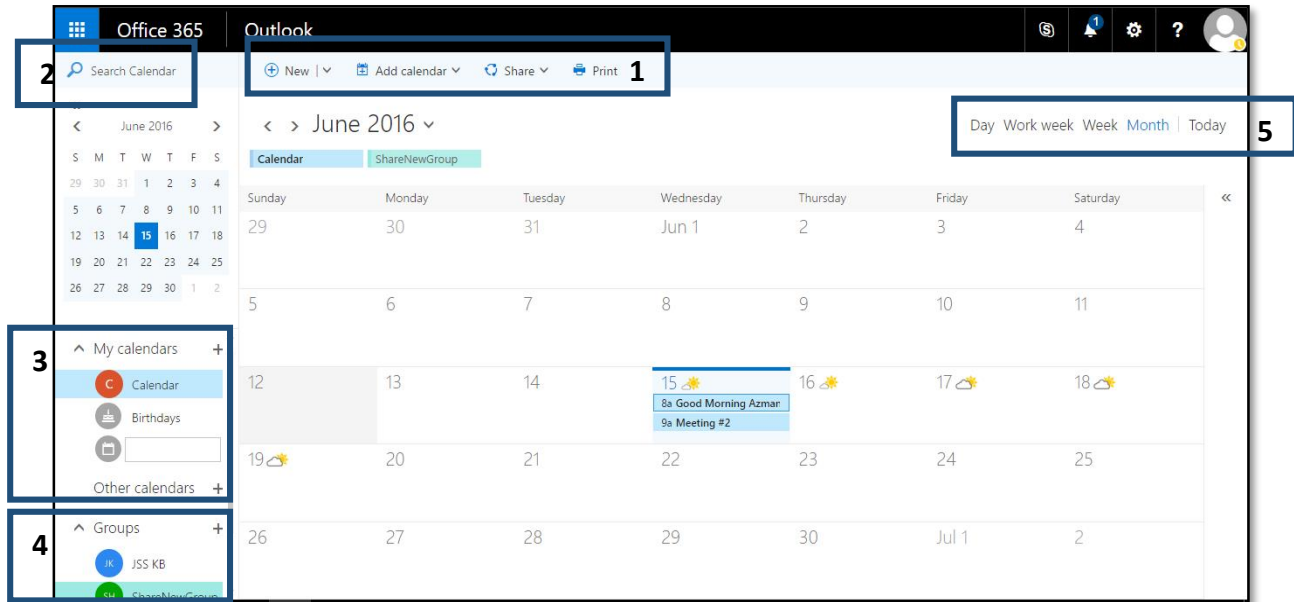 Office 365 Outlook 1 ?
2 Search Calendar New Add calendar Share Print 1
June 2016
S M T W T F S
29 30 31 1 2 3 4
5 6 7 8 9 10 11
12 13 14 15 16 17 18
19 20 21 22 23 24 25
26 27 28 29 30 1 2
3 My calendars +
C Calendar
Birthdays
Other calendars +
4 Groups +
JK JSS KB
SH ShareNewGroup
June 2016 Day Work week Week Month Today 5
Calendar ShareNewGroup
Sunday Monday Tuesday Wednesday Thursday Friday Saturday
29 30 31 Jun 1 2 3 4
5 6 7 8 9 10 11
12 13 14 15 16 17 18
8a Good Morning Azman
9a Meeting #2
19 20 21 22 23 24 25
26 27 28 29 30 Jul 1 2